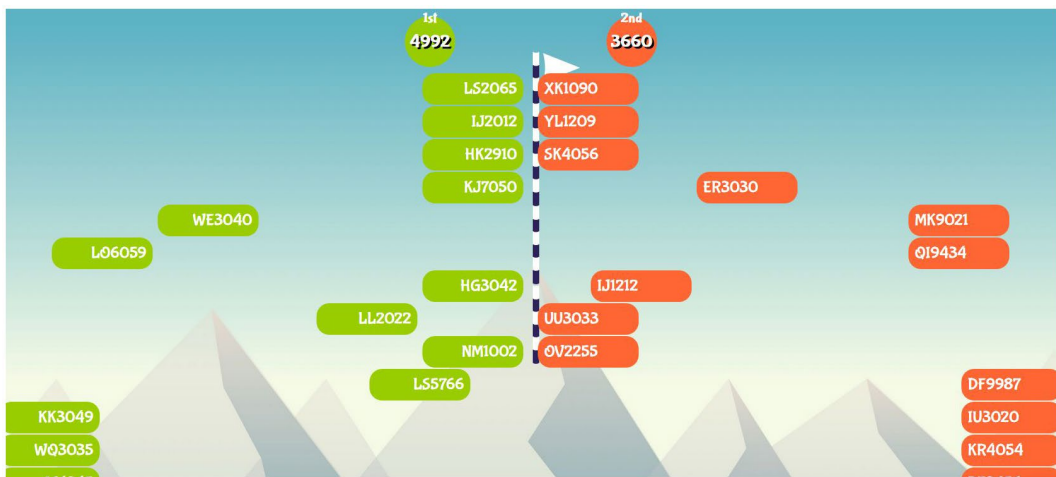 1st
4992
2nd
3660
LS2065
XK1090
IJ2012
YL1209
HK2910
SK4056
KJ7050
ER3030
WE3040
MK9021
LO6059
QI9434
HG3042
IJ1212
LL2022
UU3033
NM1002
OV2255
LS5766
DF9987
KK3049
IU3020
WQ3035
KR4054